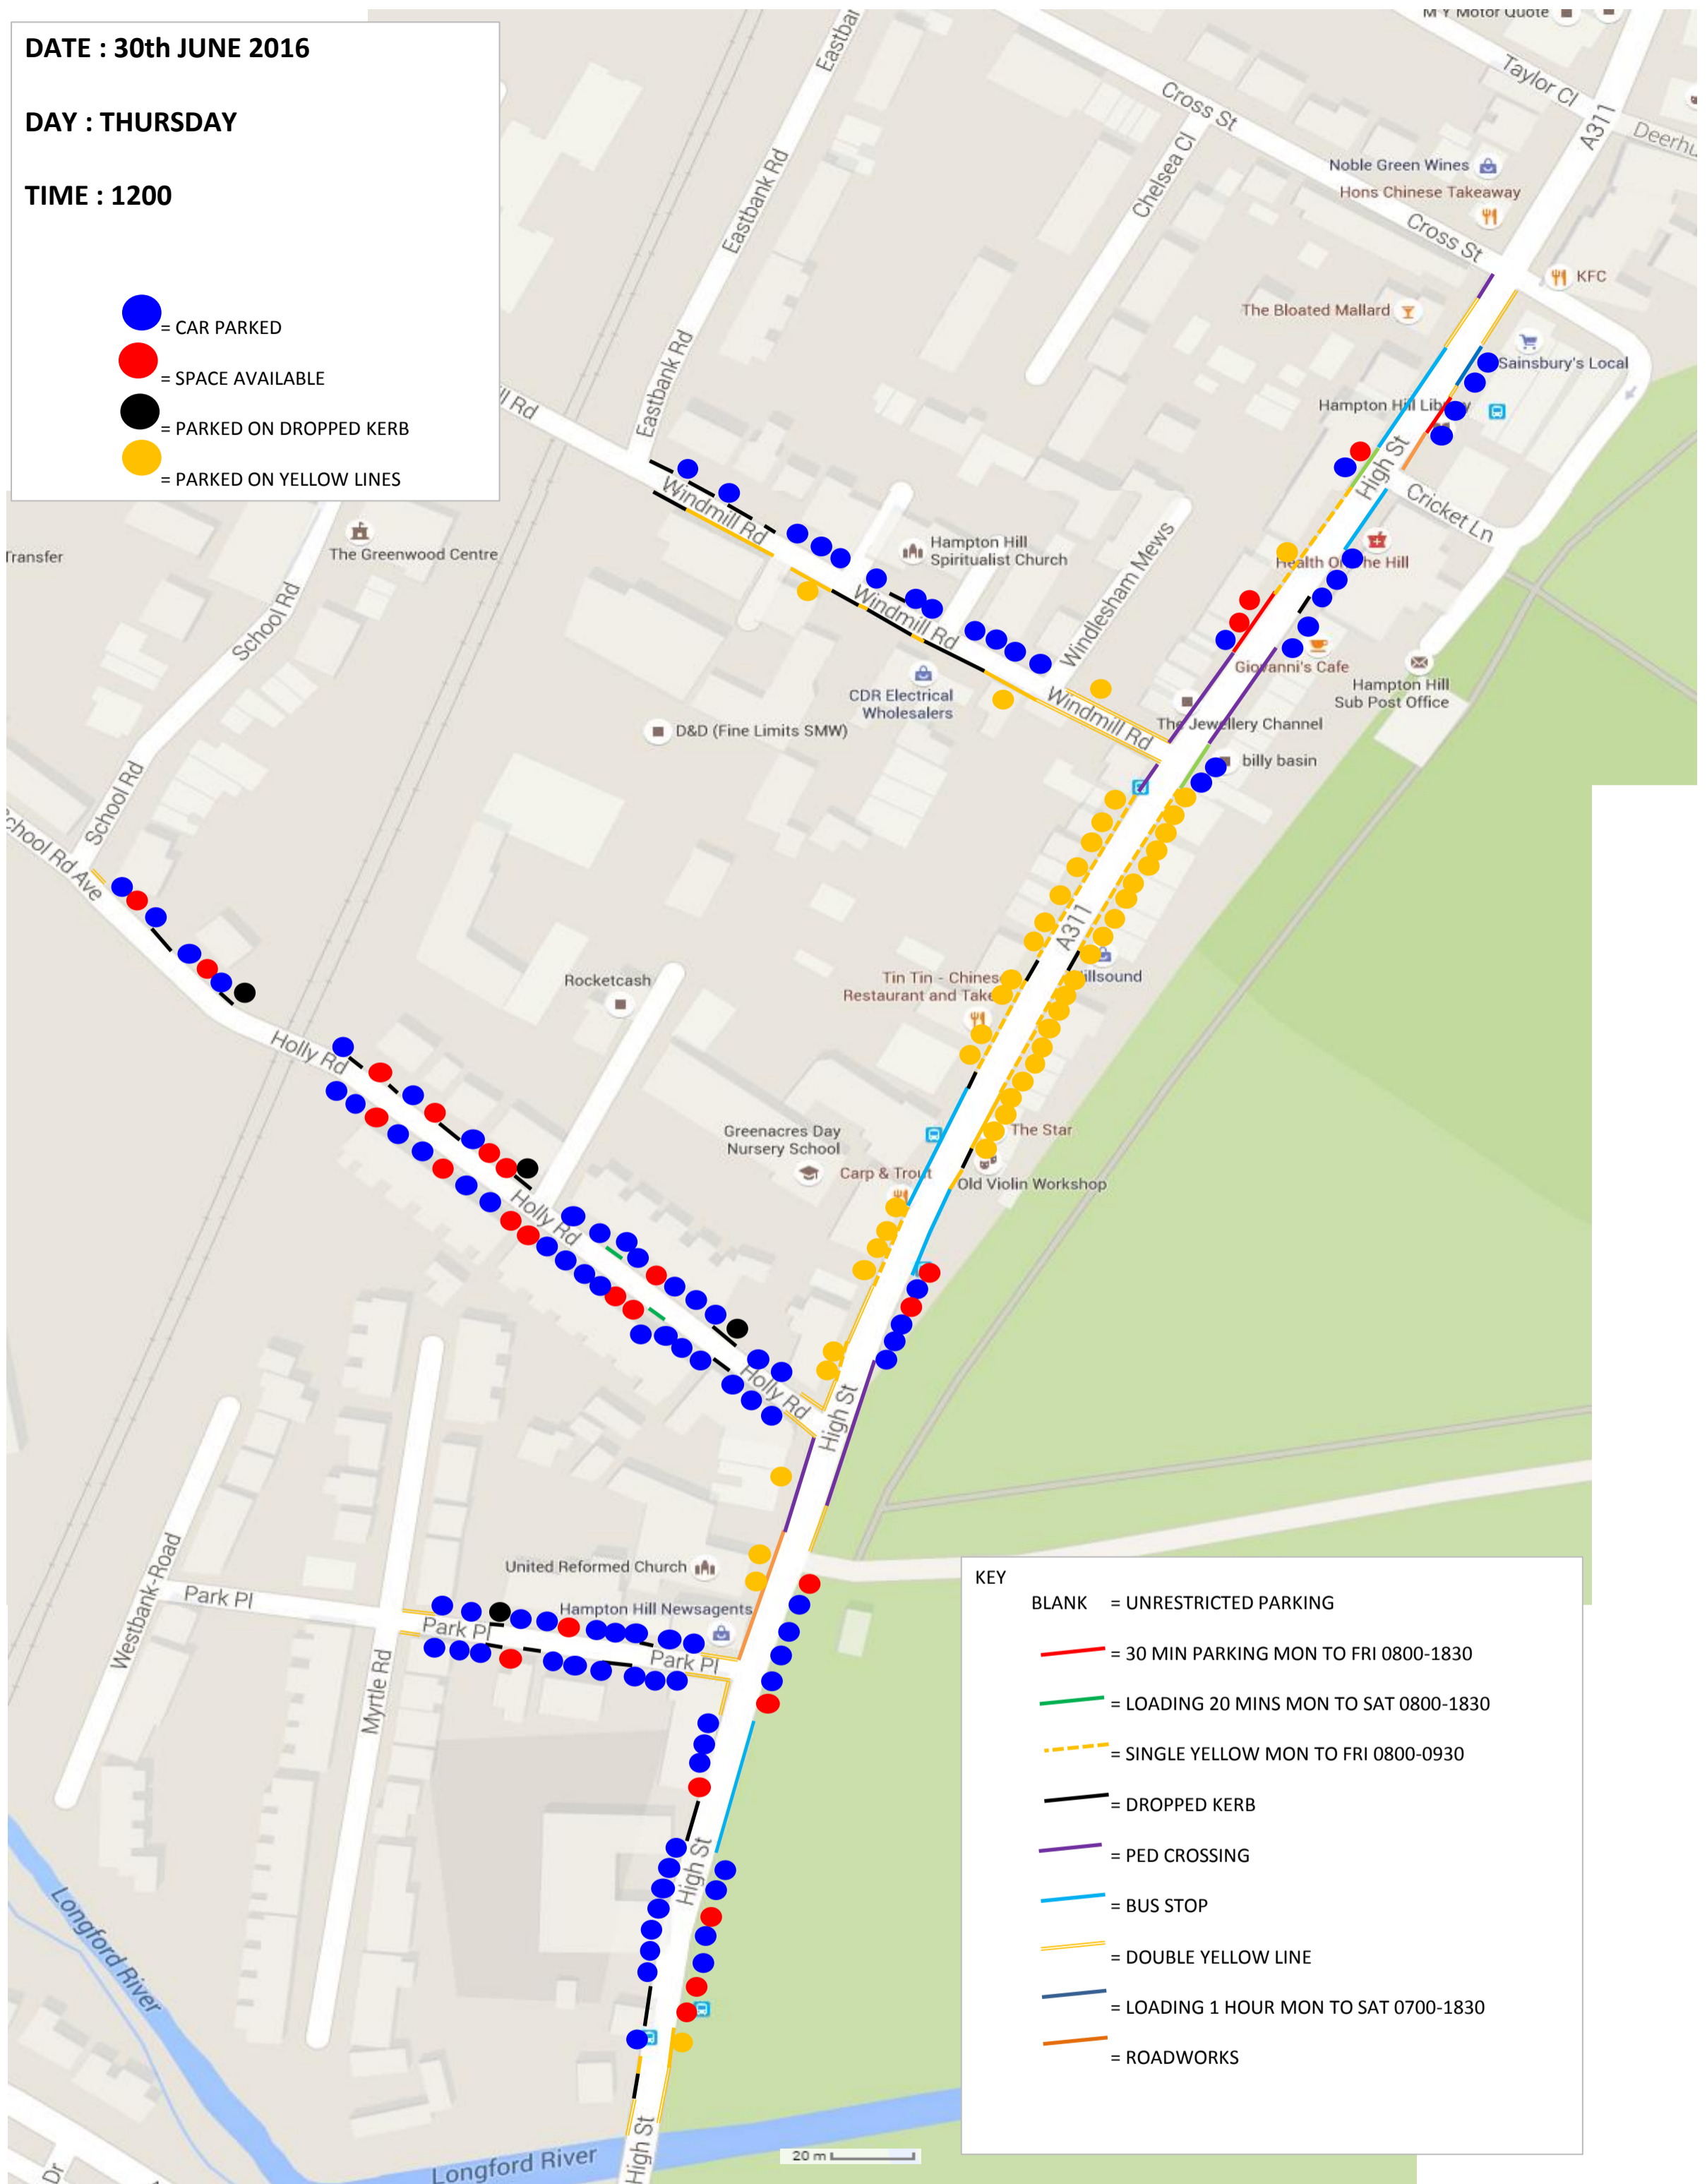 DATE : 30th JUNE 2016
DAY : THURSDAY
TIME : 1200
= CAR PARKED
= SPACE AVAILABLE
= PARKED ON DROPPED KERB
= PARKED ON YELLOW LINES
M Y Motor Quote
Taylor Cl
A311
Cross St
Chelsea Cl
Eastbank Rd
Noble Green Wines
Hons Chinese Takeaway
Cross St
KFC
The Bloated Mallard
Sainsbury's Local
Eastbank Rd
High St
Cricket Ln
Windmill Rd
Hampton Hill
Spiritualist Church
The Greenwood Centre
School Rd
Windmill Rd
Windlesham Mews
Giovanni's Cafe
Hampton Hill
Sub Post Office
CDR Electrical
Wholesalers
Windmill Rd
The Jewellery Channel
D&D (Fine Limits SMW)
billy basin
School Rd
A311
Rocketcash
Holly Rd
Greenacres Day
Nursery School
Carp & Trout
The Star
Old Violin Workshop
Holly Rd
Holly Rd
High St
United Reformed Church
Hampton Hill Newsagents
Westbank-Road
Park Pl
Park Pl
Park Pl
Myrtle Rd
High St
Longford River
High St
Longford River
20 m
KEY
BLANK = UNRESTRICTED PARKING
= 30 MIN PARKING MON TO FRI 0800-1830
= LOADING 20 MINS MON TO SAT 0800-1830
= SINGLE YELLOW MON TO FRI 0800-0930
= DROPPED KERB
= PED CROSSING
= BUS STOP
= DOUBLE YELLOW LINE
= LOADING 1 HOUR MON TO SAT 0700-1830
= ROADWORKS